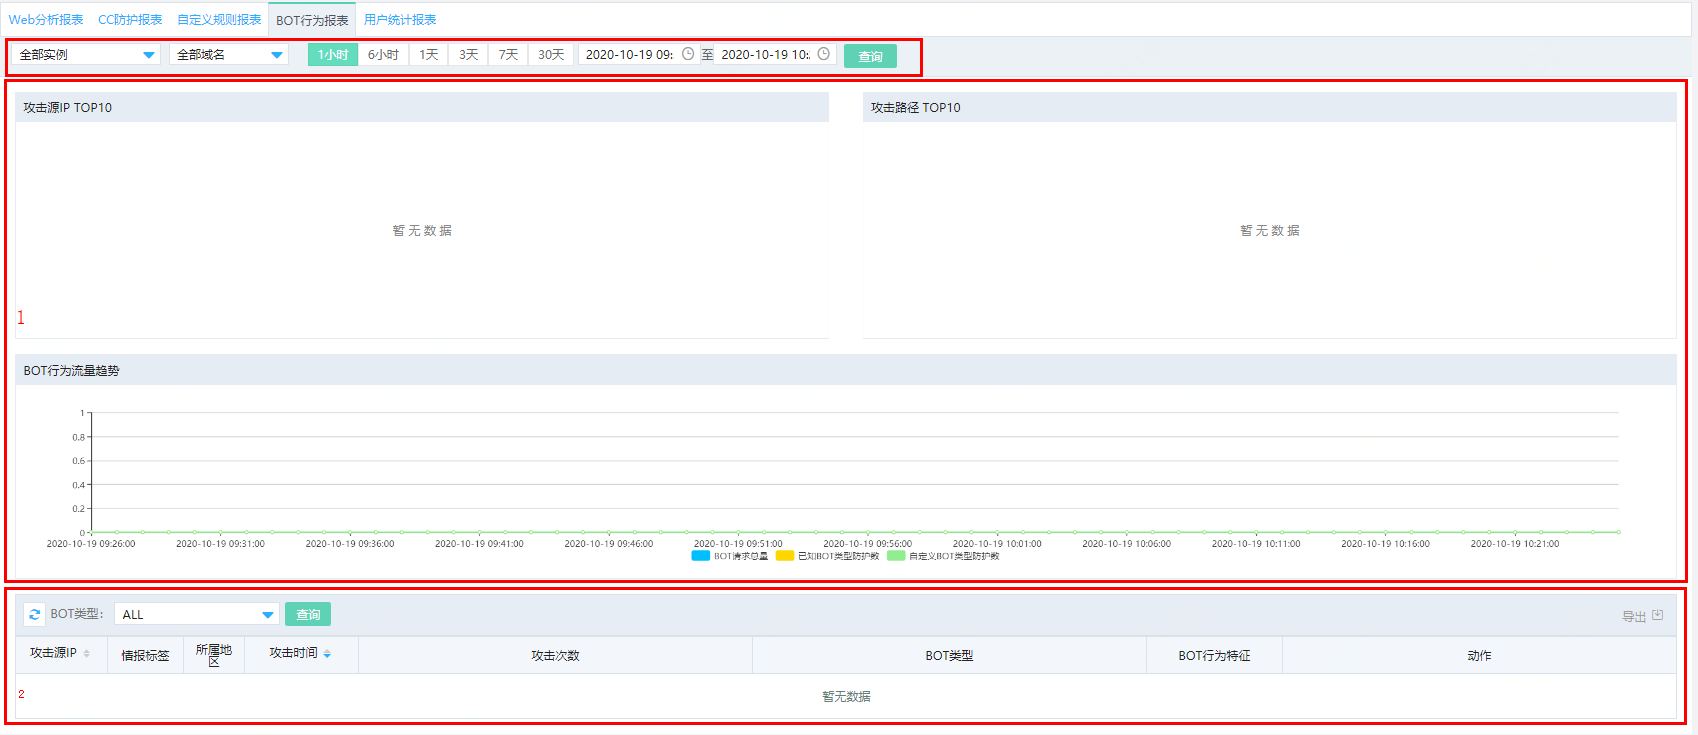 Web分析报表 CC防护报表 自定义规则报表 BOT行为报表 用户统计报表
全部实例 全部域名 1小时 6小时 1天 3天 7天 30天 2020-10-19 09: 至 2020-10-19 10: 查询
攻击源IP TOP10 攻击路径 TOP10
暂无数据 暂无数据
1
BOT行为流量趋势
1
0.8
0.6
0.4
0.2
0
2020-10-19 09:26:00 2020-10-19 09:31:00 2020-10-19 09:36:00 2020-10-19 09:41:00 2020-10-19 09:46:00 2020-10-19 09:51:00 2020-10-19 09:56:00 2020-10-19 10:01:00 2020-10-19 10:06:00 2020-10-19 10:11:00 2020-10-19 10:16:00 2020-10-19 10:21:00
BOT请求总量 已知BOT类型防护数 自定义BOT类型防护数
BOT类型: ALL 查询 导出
攻击源IP 情报标签 所属地区 攻击时间 攻击次数 BOT类型 BOT行为特征 动作
2 暂无数据